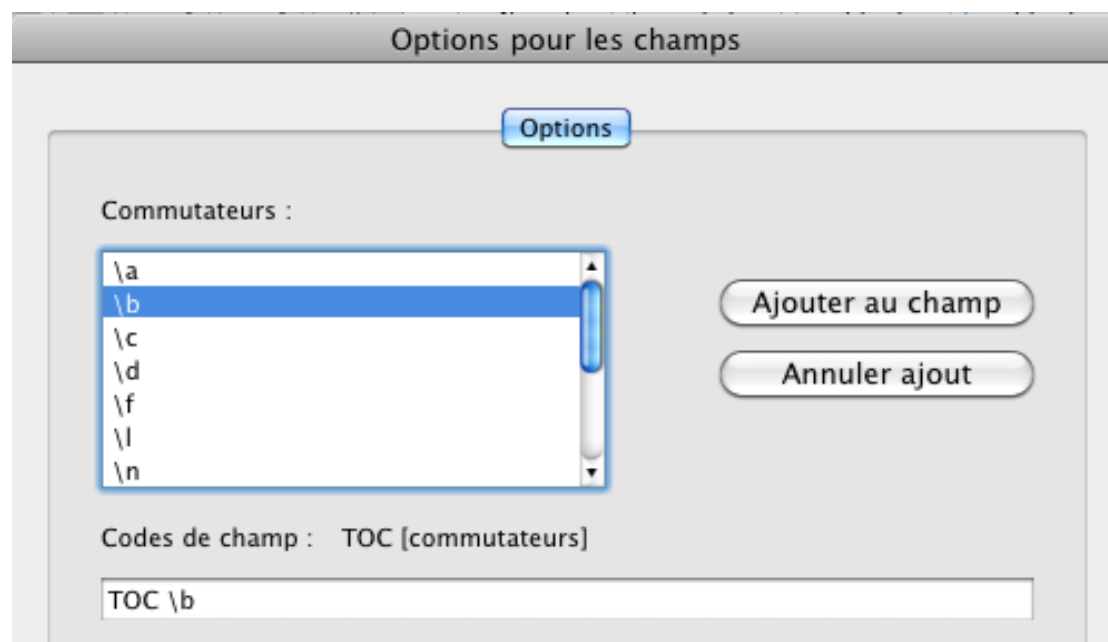 Options pour les champs
Options
Commutateurs :
\a
\b
\c
\d
\f
\l
\n
Ajouter au champ
Annuler ajout
Codes de champ : TOC [commutateurs]
TOC \b